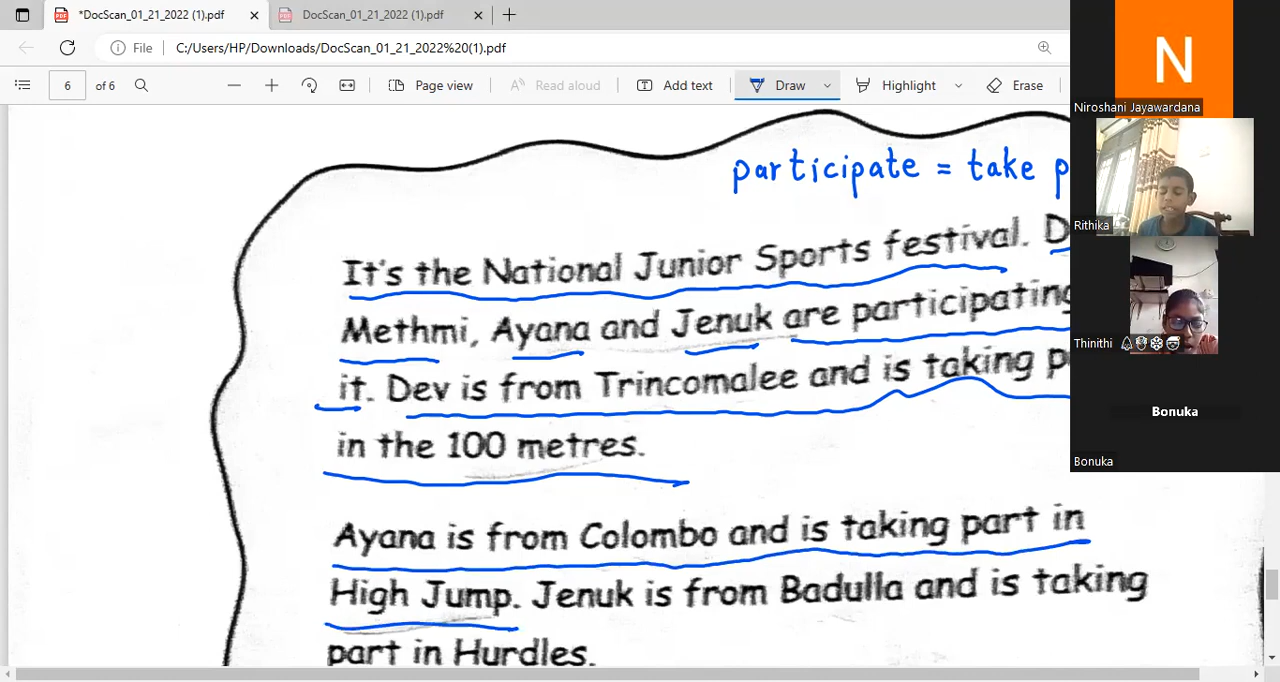 *DocScan_01_21_2022 (1).pdf
DocScan_01_21_2022 (1).pdf
File C:/Users/HP/Downloads/DocScan_01_21_2022%20(1).pdf
6 of 6 Page view Read aloud Add text Draw Highlight Erase
N
Niroshani Jayawardana
Rithika
Thinithi
Bonuka
Bonuka
participate = take p
It's the National Junior Sports festival. D
Methmi, Ayana and Jenuk are participating
it. Dev is from Trincomalee and is taking p
in the 100 metres.
Ayana is from Colombo and is taking part in
High Jump. Jenuk is from Badulla and is taking
part in Hurdles.